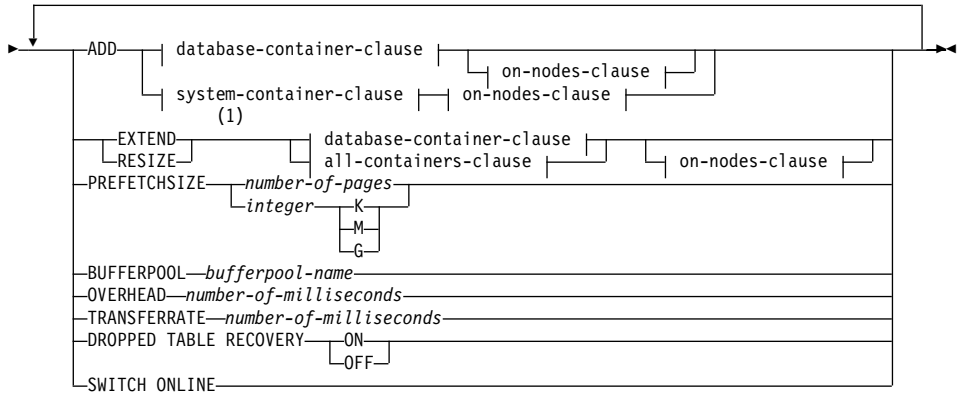 ADD database-container-clause
on-nodes-clause
system-container-clause on-nodes-clause
(1)
EXTEND database-container-clause
RESIZE all-containers-clause on-nodes-clause
PREFETCHSIZE number-of-pages
integer K
M
G
BUFFERPOOL bufferpool-name
OVERHEAD number-of-milliseconds
TRANSFERRATE number-of-milliseconds
DROPPED TABLE RECOVERY ON
OFF
SWITCH ONLINE